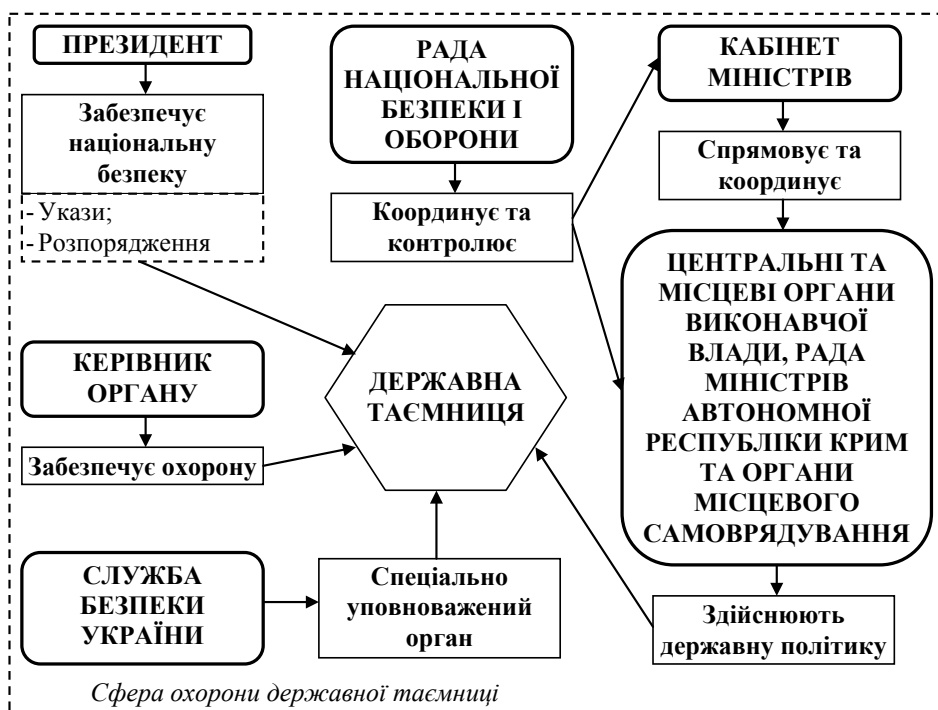 ПРЕЗИДЕНТ
Забезпечує
національну
безпеку
- Укази;
- Розпорядження
РАДА
НАЦІОНАЛЬНОЇ
БЕЗПЕКИ І
ОБОРОНИ
Координує та
контролює
КАБІНЕТ
МІНІСТРІВ
Спрямовує та
координує
ЦЕНТРАЛЬНІ ТА
МІСЦЕВІ ОРГАНИ
ВИКОНАВЧОЇ
ВЛАДИ, РАДА
МІНІСТРІВ
АВТОНОМНОЇ
РЕСПУБЛІКИ КРИМ
ТА ОРГАНИ
МІСЦЕВОГО
САМОВРЯДУВАННЯ
КЕРІВНИК
ОРГАНУ
Забезпечує охорону
ДЕРЖАВНА
ТАЄМНИЦЯ
СЛУЖБА
БЕЗПЕКИ
УКРАЇНИ
Спеціально
уповноважений
орган
Здійснюють
державну політику
Сфера охорони державної таємниці